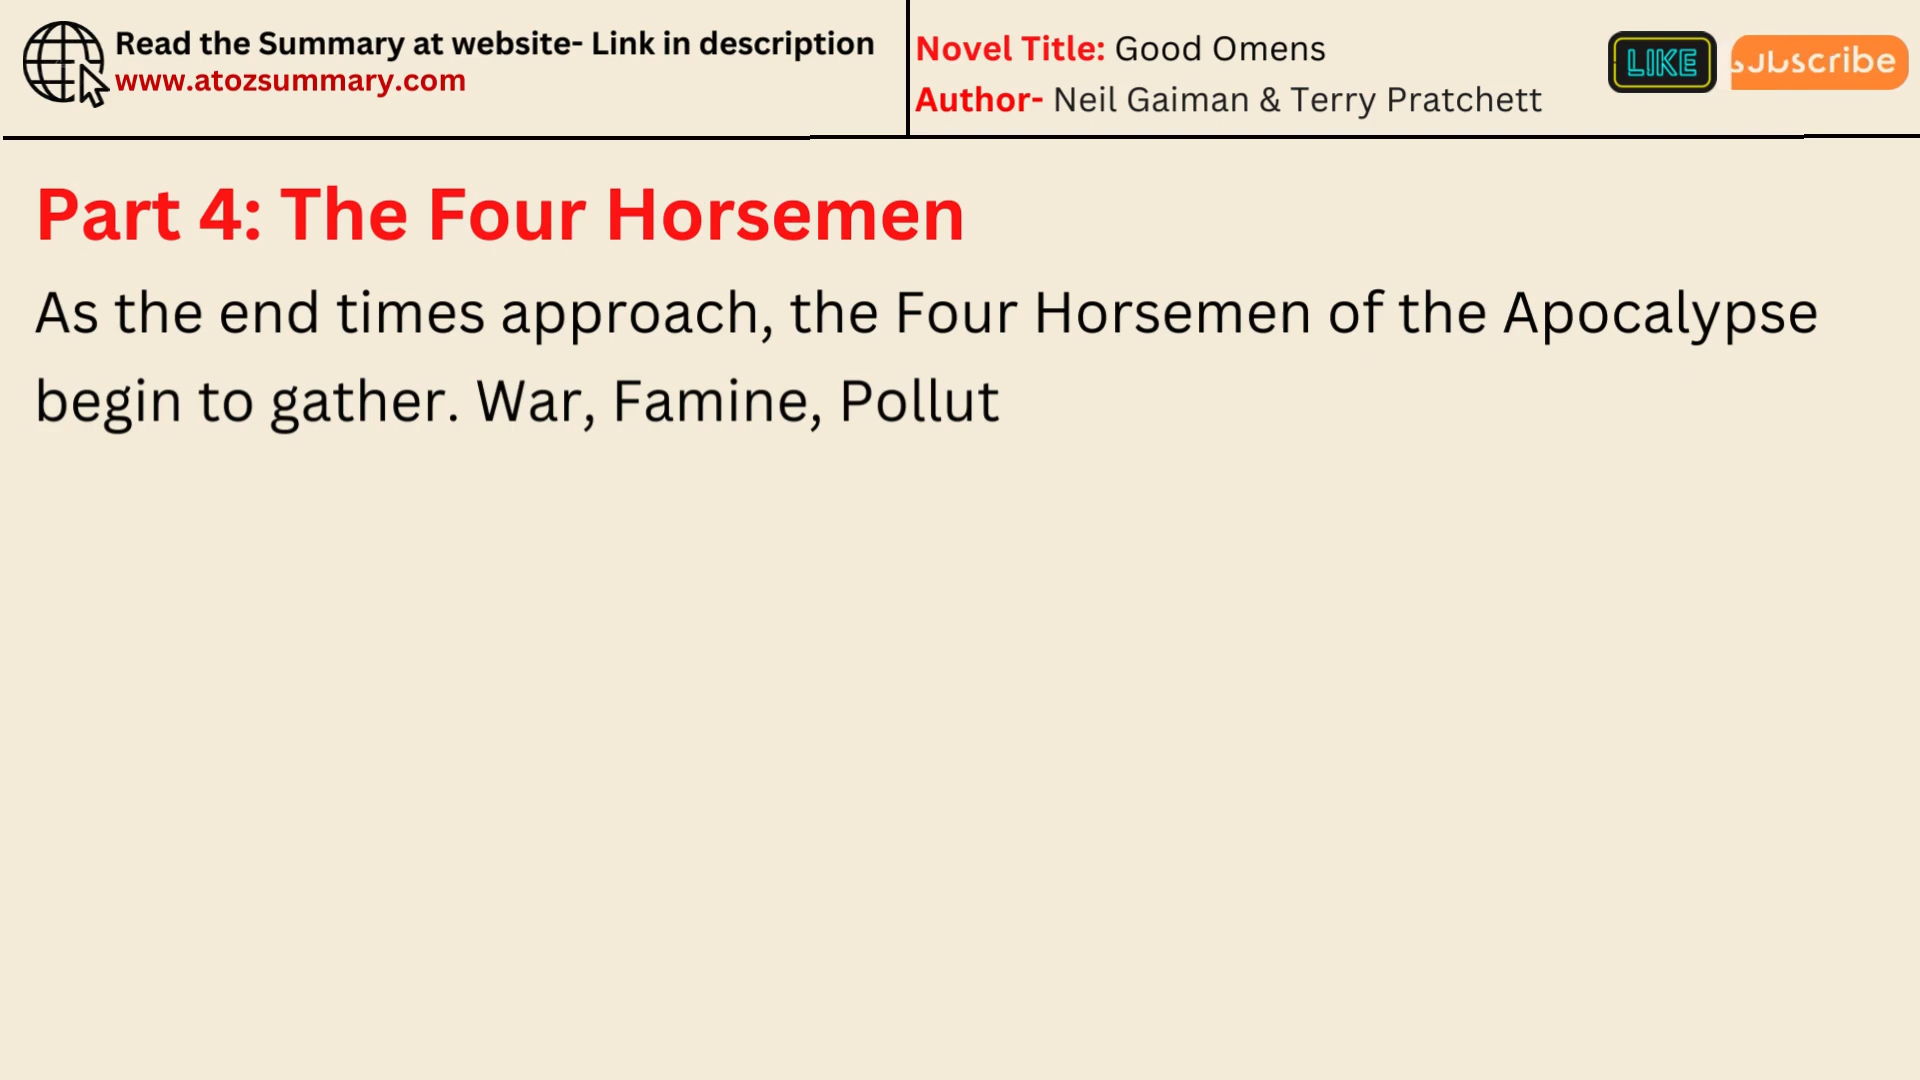 Read the Summary at website- Link in description
www.atozsummary.com
Novel Title: Good Omens
Author- Neil Gaiman & Terry Pratchett
LIKE
subscribe
Part 4: The Four Horsemen
As the end times approach, the Four Horsemen of the Apocalypse
begin to gather. War, Famine, Pollut